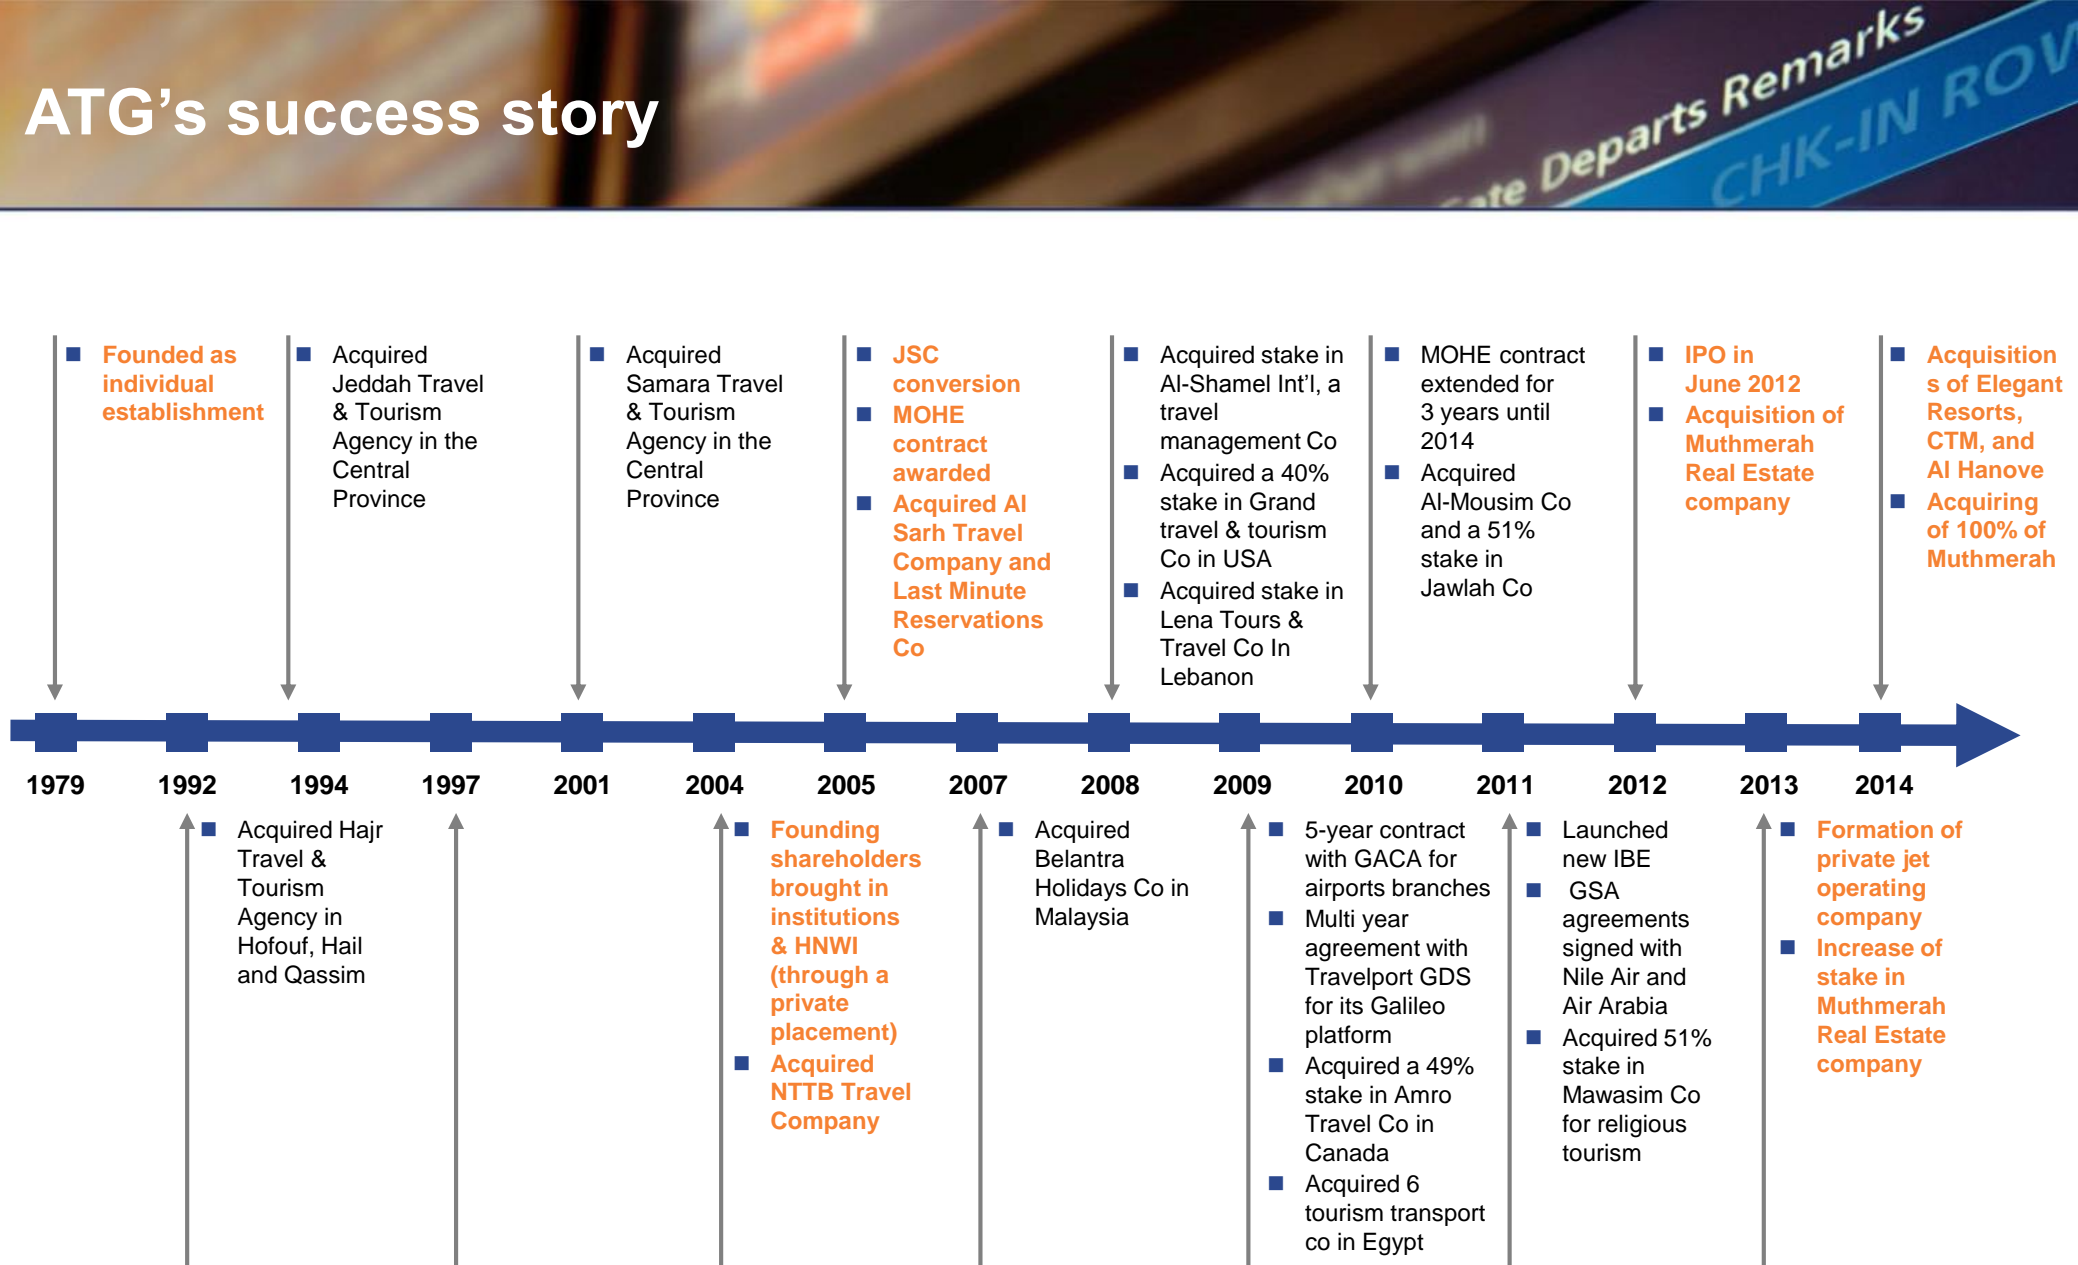 ATG’s success story
Gate Departs Remarks
CHK-IN ROW
Founded as
individual
establishment
Acquired
Jeddah Travel
& Tourism
Agency in the
Central
Province
Acquired
Samara Travel
& Tourism
Agency in the
Central
Province
JSC
conversion
MOHE
contract
awarded
Acquired Al
Sarh Travel
Company and
Last Minute
Reservations
Co
Acquired stake in
Al-Shamel Int’l, a
travel
management Co
Acquired a 40%
stake in Grand
travel & tourism
Co in USA
Acquired stake in
Lena Tours &
Travel Co In
Lebanon
MOHE contract
extended for
3 years until
2014
Acquired
Al-Mousim Co
and a 51%
stake in
Jawlah Co
IPO in
June 2012
Acquisition of
Muthmerah
Real Estate
company
Acquisition
s of Elegant
Resorts,
CTM, and
Al Hanove
Acquiring
of 100% of
Muthmerah
1979 1992 1994 1997 2001 2004 2005 2007 2008 2009 2010 2011 2012 2013 2014
Acquired Hajr
Travel &
Tourism
Agency in
Hofouf, Hail
and Qassim
Founding
shareholders
brought in
institutions
& HNWI
(through a
private
placement)
Acquired
NTTB Travel
Company
Acquired
Belantra
Holidays Co in
Malaysia
5-year contract
with GACA for
airports branches
Multi year
agreement with
Travelport GDS
for its Galileo
platform
Acquired a 49%
stake in Amro
Travel Co in
Canada
Acquired 6
tourism transport
co in Egypt
Launched
new IBE
GSA
agreements
signed with
Nile Air and
Air Arabia
Acquired 51%
stake in
Mawasim Co
for religious
tourism
Formation of
private jet
operating
company
Increase of
stake in
Muthmerah
Real Estate
company